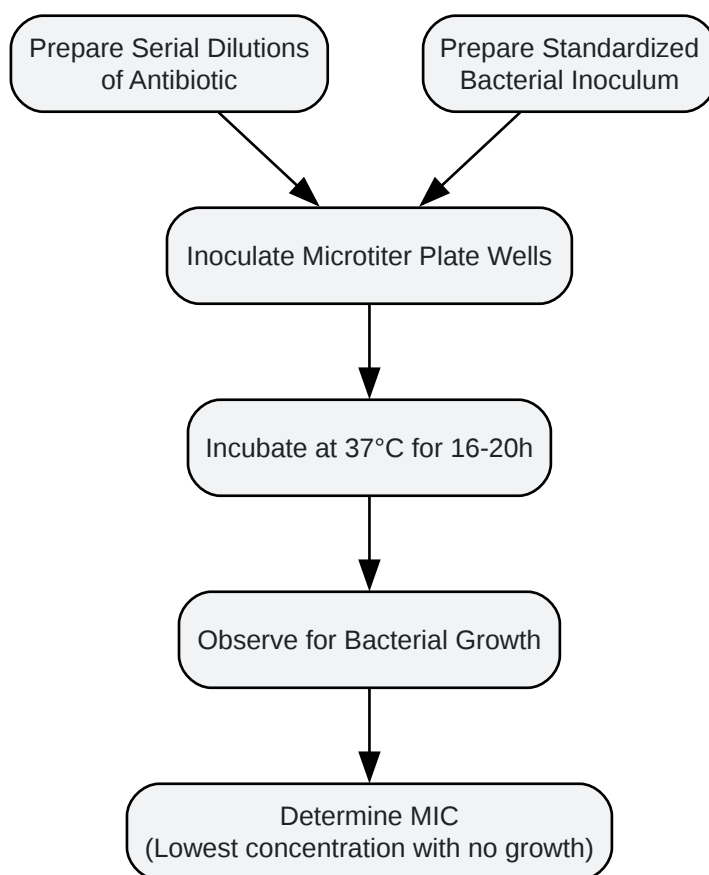 Prepare Serial Dilutions
of Antibiotic
Prepare Standardized
Bacterial Inoculum
Inoculate Microtiter Plate Wells
Incubate at 37°C for 16-20h
Observe for Bacterial Growth
Determine MIC
(Lowest concentration with no growth)